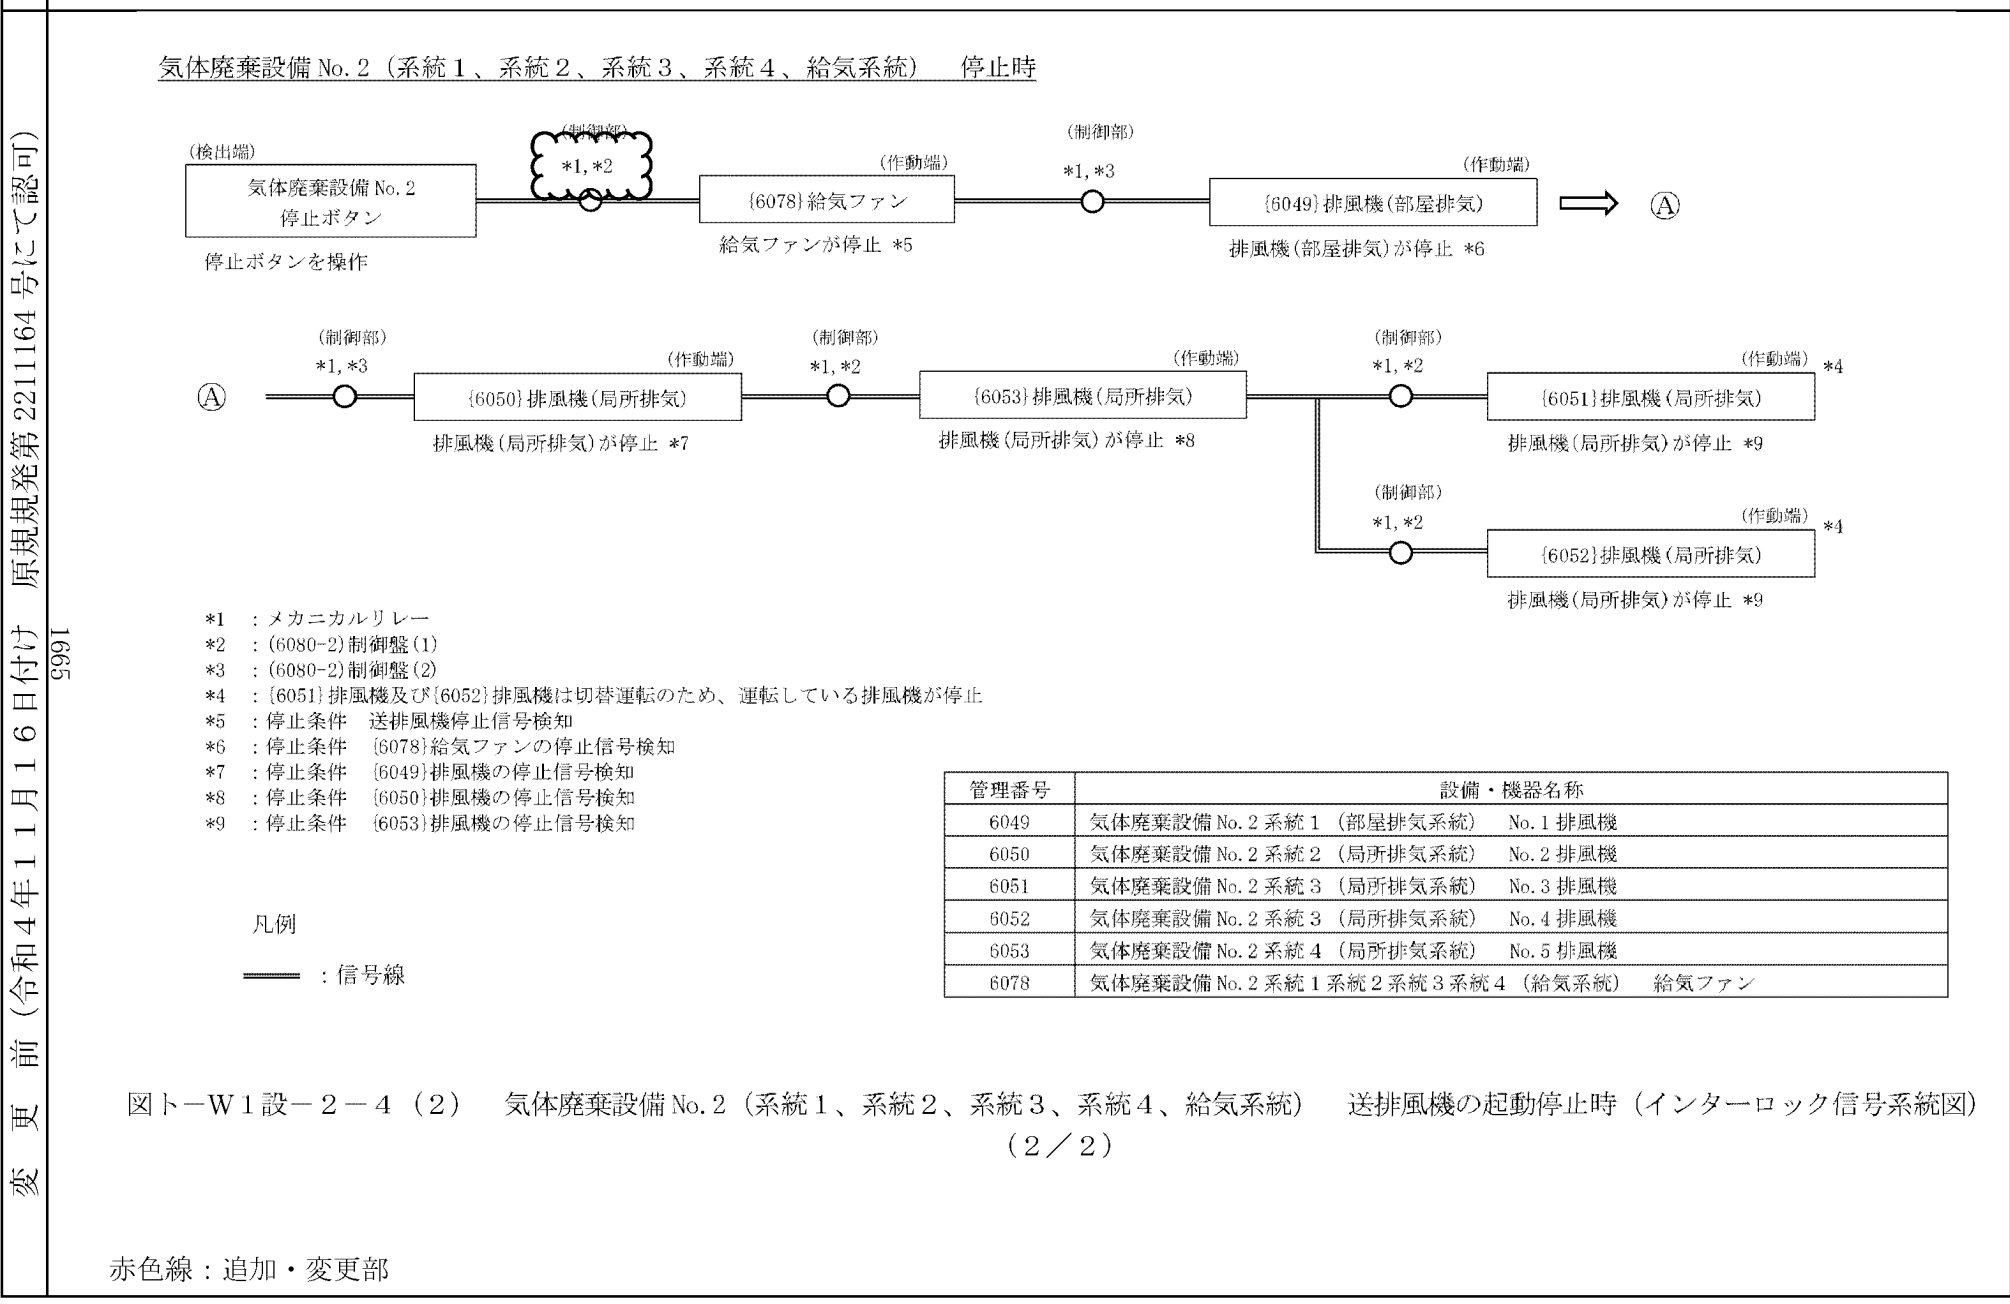 気体廃棄設備 No.2（系統１、系統２、系統３、系統４、給気系統）　停止時
(検出端)
気体廃棄設備 No.2
停止ボタン
停止ボタンを操作
(制御部)
*1, *2
(作動端)
{6078}給気ファン
給気ファンが停止 *5
(制御部)
*1, *3
(作動端)
{6049}排風機(部屋排気)
排風機(部屋排気)が停止 *6
Ⓐ
Ⓐ
(制御部)
*1, *3
(作動端)
{6050}排風機(局所排気)
排風機(局所排気)が停止 *7
(制御部)
*1, *2
(作動端)
{6053}排風機(局所排気)
排風機(局所排気)が停止 *8
(制御部)
*1, *2
(作動端) *4
{6051}排風機(局所排気)
排風機(局所排気)が停止 *9
(制御部)
*1, *2
(作動端) *4
{6052}排風機(局所排気)
排風機(局所排気)が停止 *9
*1 ：メカニカルリレー
*2 ：(6080-2)制御盤(1)
*3 ：(6080-2)制御盤(2)
*4 ：{6051}排風機及び{6052}排風機は切替運転のため、運転している排風機が停止
*5 ：停止条件　送排風機停止信号検知
*6 ：停止条件　{6078}給気ファンの停止信号検知
*7 ：停止条件　{6049}排風機の停止信号検知
*8 ：停止条件　{6050}排風機の停止信号検知
*9 ：停止条件　{6053}排風機の停止信号検知
凡例
：信号線
管理番号　設備・機器名称
6049　気体廃棄設備 No.2 系統１（部屋排気系統）　No.1 排風機
6050　気体廃棄設備 No.2 系統２（局所排気系統）　No.2 排風機
6051　気体廃棄設備 No.2 系統３（局所排気系統）　No.3 排風機
6052　気体廃棄設備 No.2 系統３（局所排気系統）　No.4 排風機
6053　気体廃棄設備 No.2 系統４（局所排気系統）　No.5 排風機
6078　気体廃棄設備 No.2 系統１系統２系統３系統４（給気系統）　給気ファン
図ト－Ｗ１設－２－４（２）　気体廃棄設備 No.2（系統１、系統２、系統３、系統４、給気系統）　送排風機の起動停止時（インターロック信号系統図）
（２／２）
赤色線：追加・変更部
変　更　前（令和４年１１月１６日付け　原規規発第 2211164 号にて認可）
1665